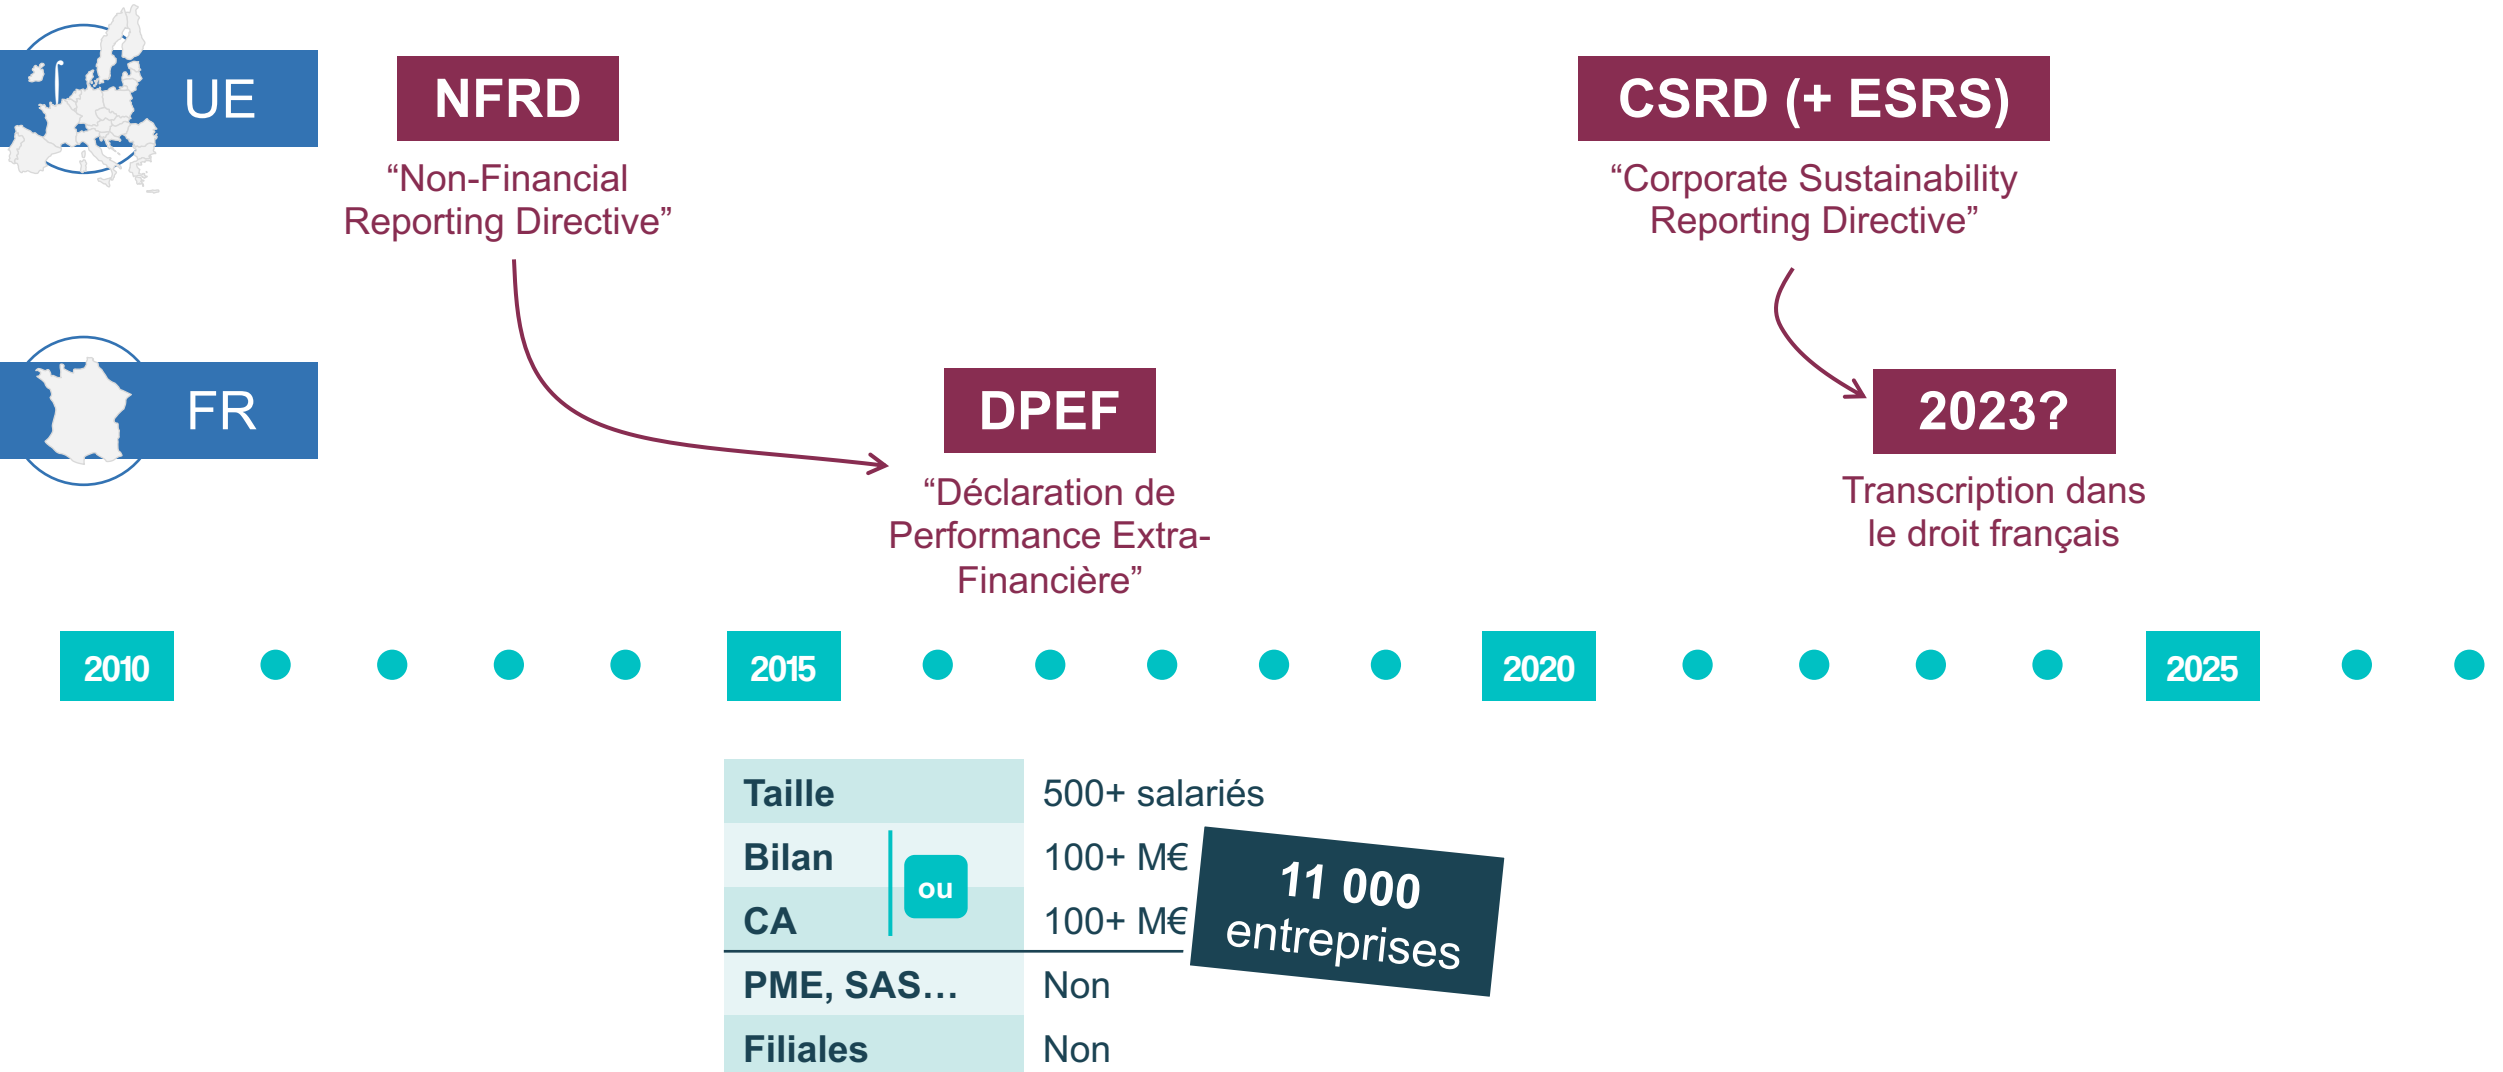 UE
NFRD
“Non-Financial
Reporting Directive”
CSRD (+ ESRS)
“Corporate Sustainability
Reporting Directive”
FR
DPEF
“Déclaration de
Performance Extra-
Financière”
2023?
Transcription dans
le droit français
2010
2015
2020
2025
Taille 500+ salariés
Bilan 100+ M€
ou
CA 100+ M€
PME, SAS… Non
Filiales Non
11 000
entreprises